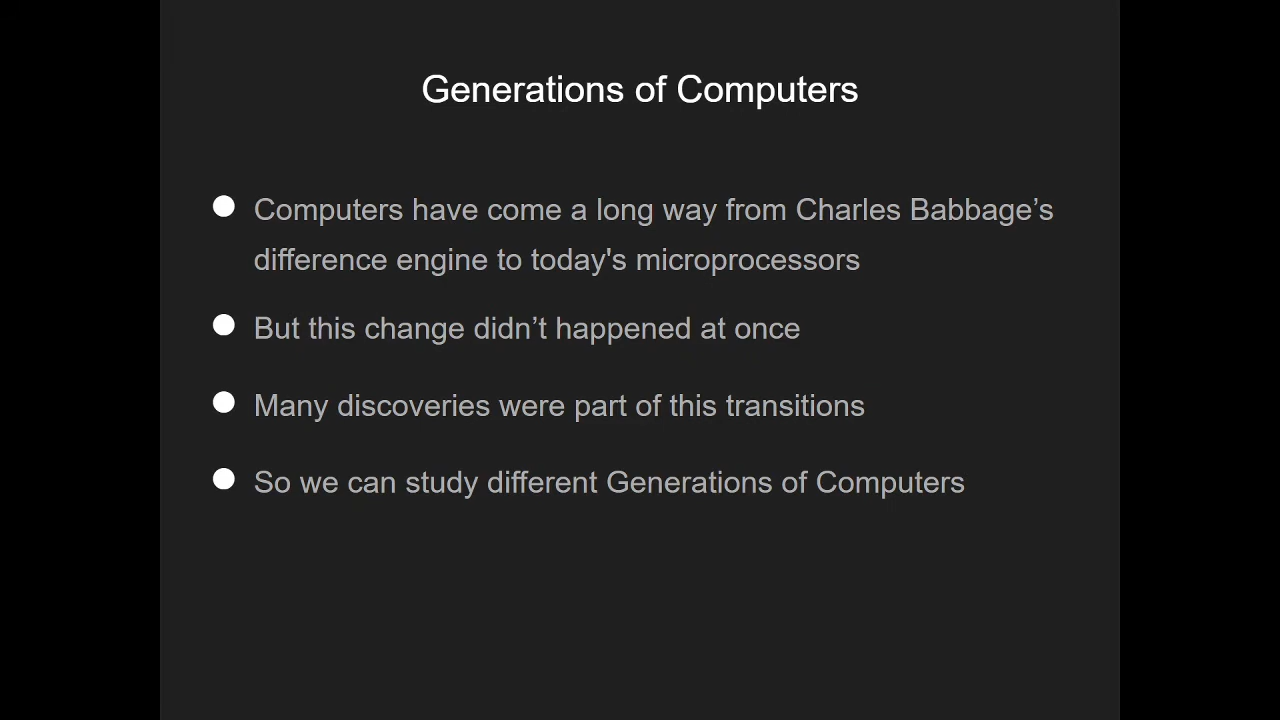 Generations of Computers
Computers have come a long way from Charles Babbage’s
difference engine to today's microprocessors
But this change didn’t happened at once
Many discoveries were part of this transitions
So we can study different Generations of Computers